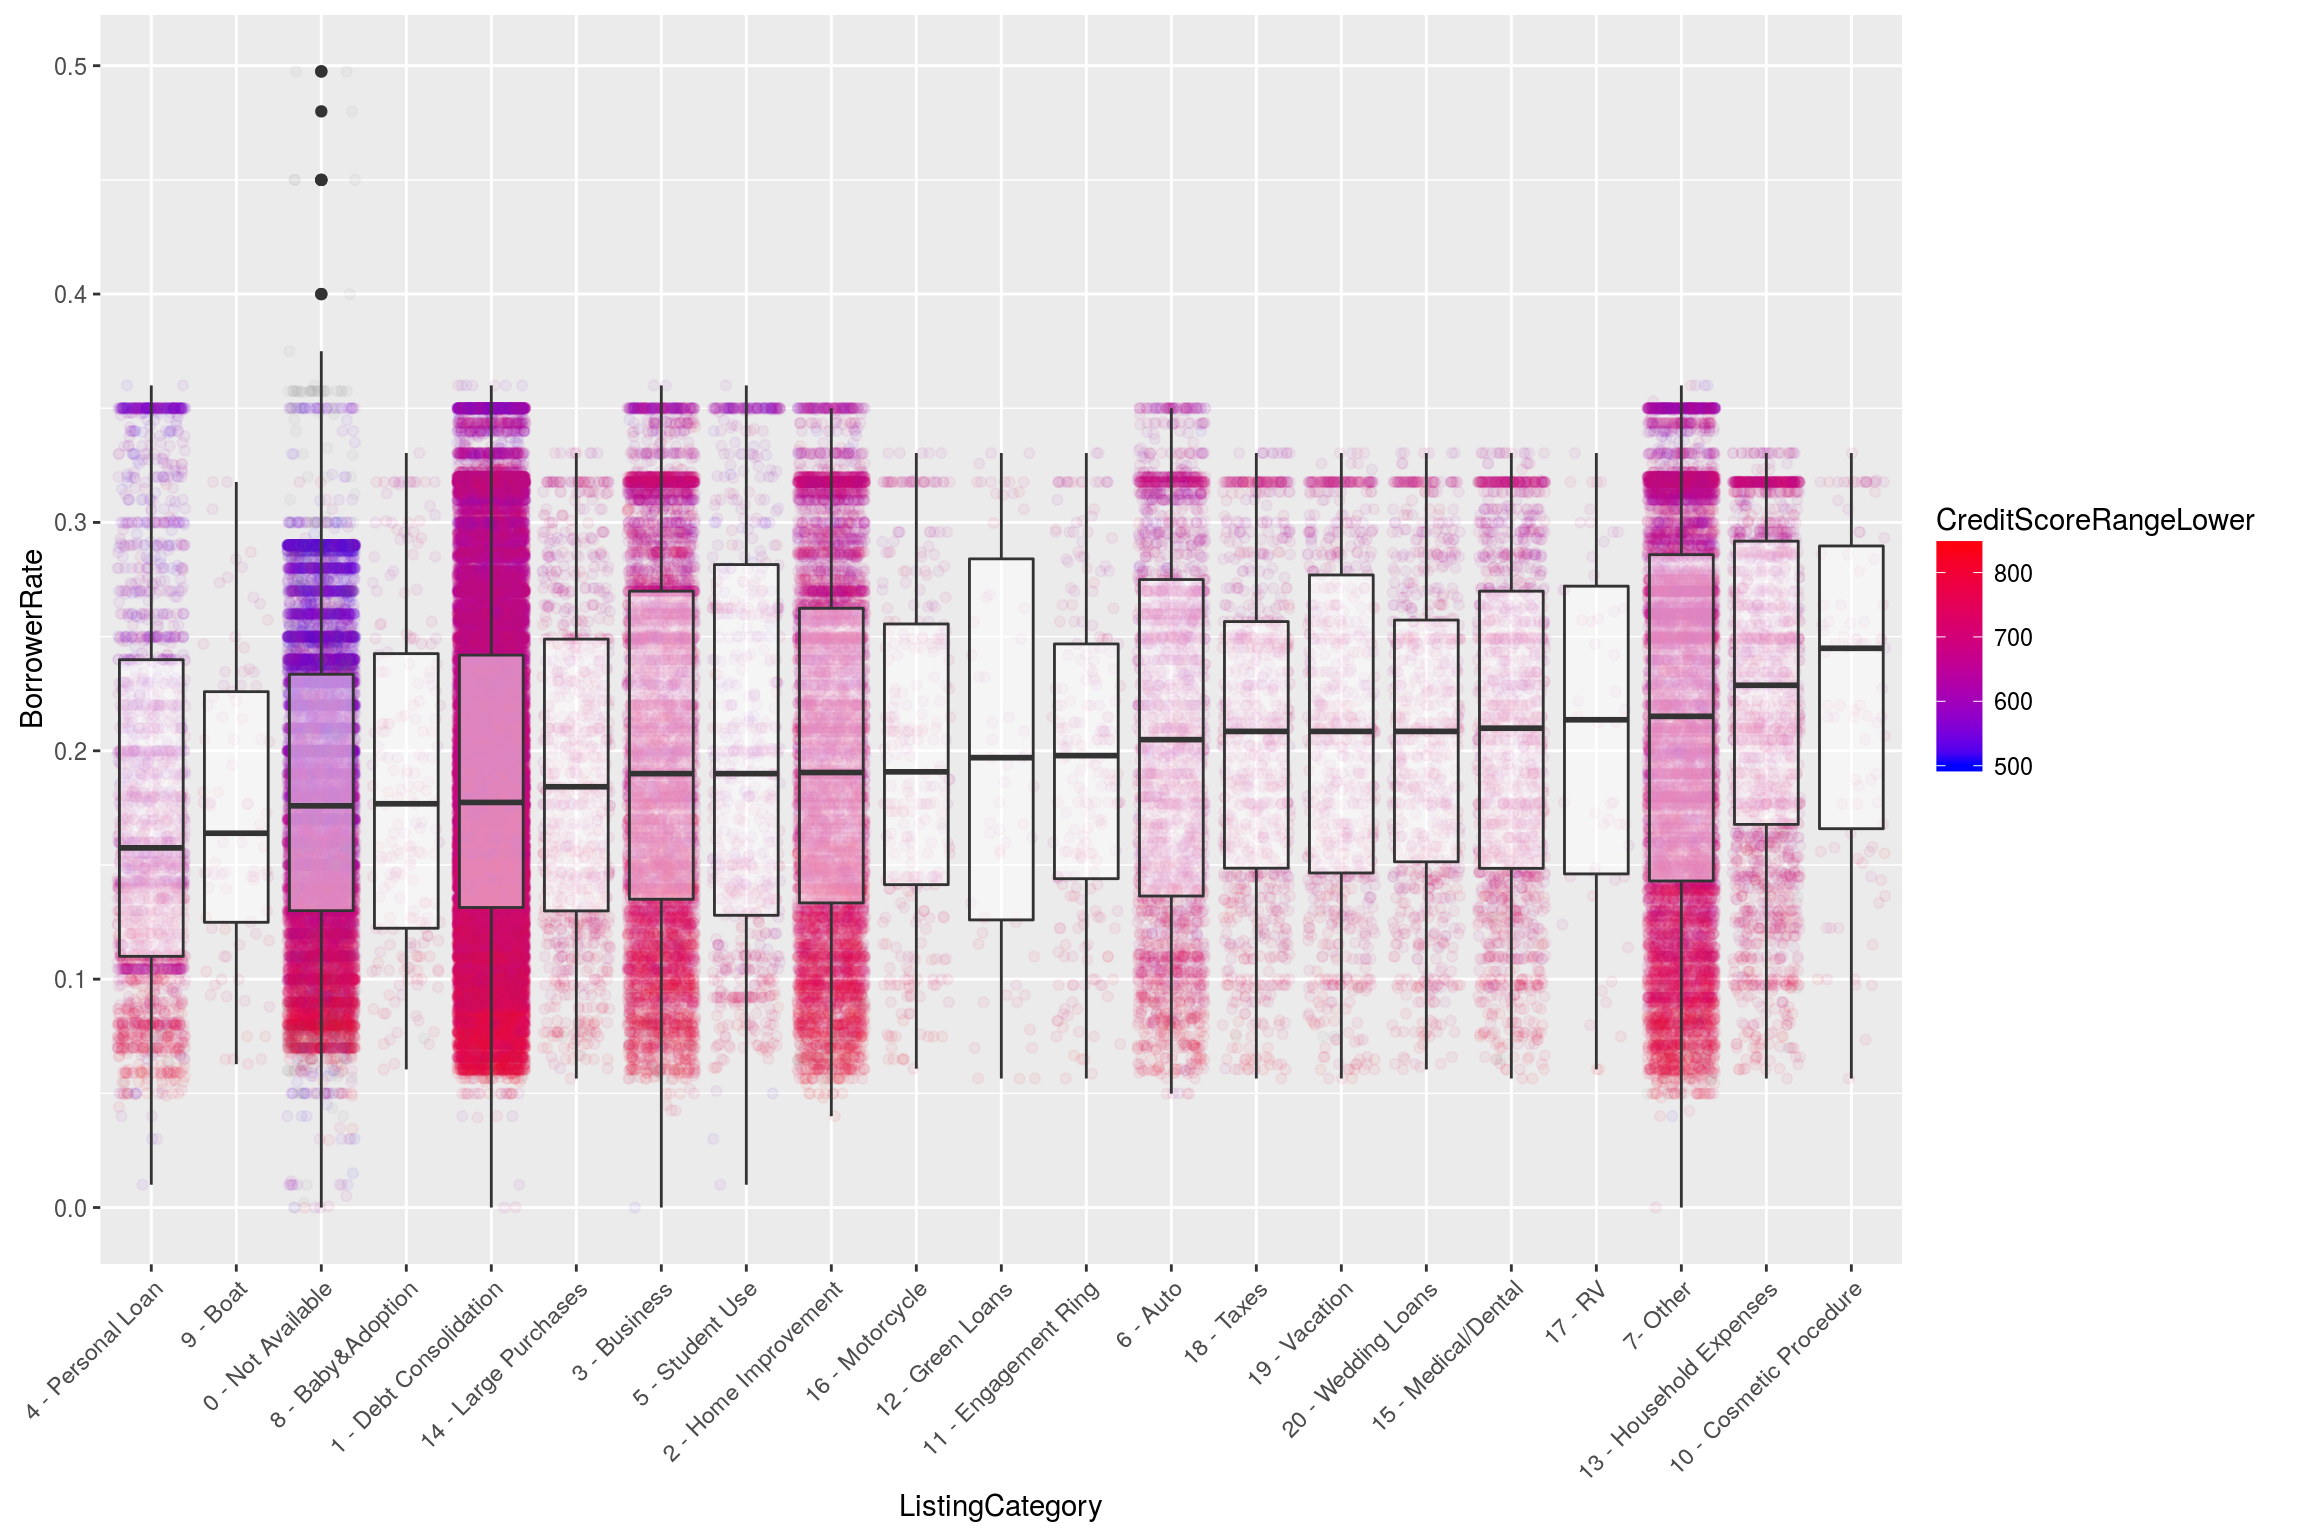 0.5
0.4
0.3
0.2
0.1
0.0
BorrowerRate
4 - Personal Loan
9 - Boat
0 - Not Available
8 - Baby&Adoption
1 - Debt Consolidation
14 - Large Purchases
3 - Business
5 - Student Use
2 - Home Improvement
16 - Motorcycle
12 - Green Loans
11 - Engagement Ring
6 - Auto
18 - Taxes
19 - Vacation
20 - Wedding Loans
15 - Medical/Dental
17 - RV
7- Other
13 - Household Expenses
10 - Cosmetic Procedure
ListingCategory
CreditScoreRangeLower
800
700
600
500